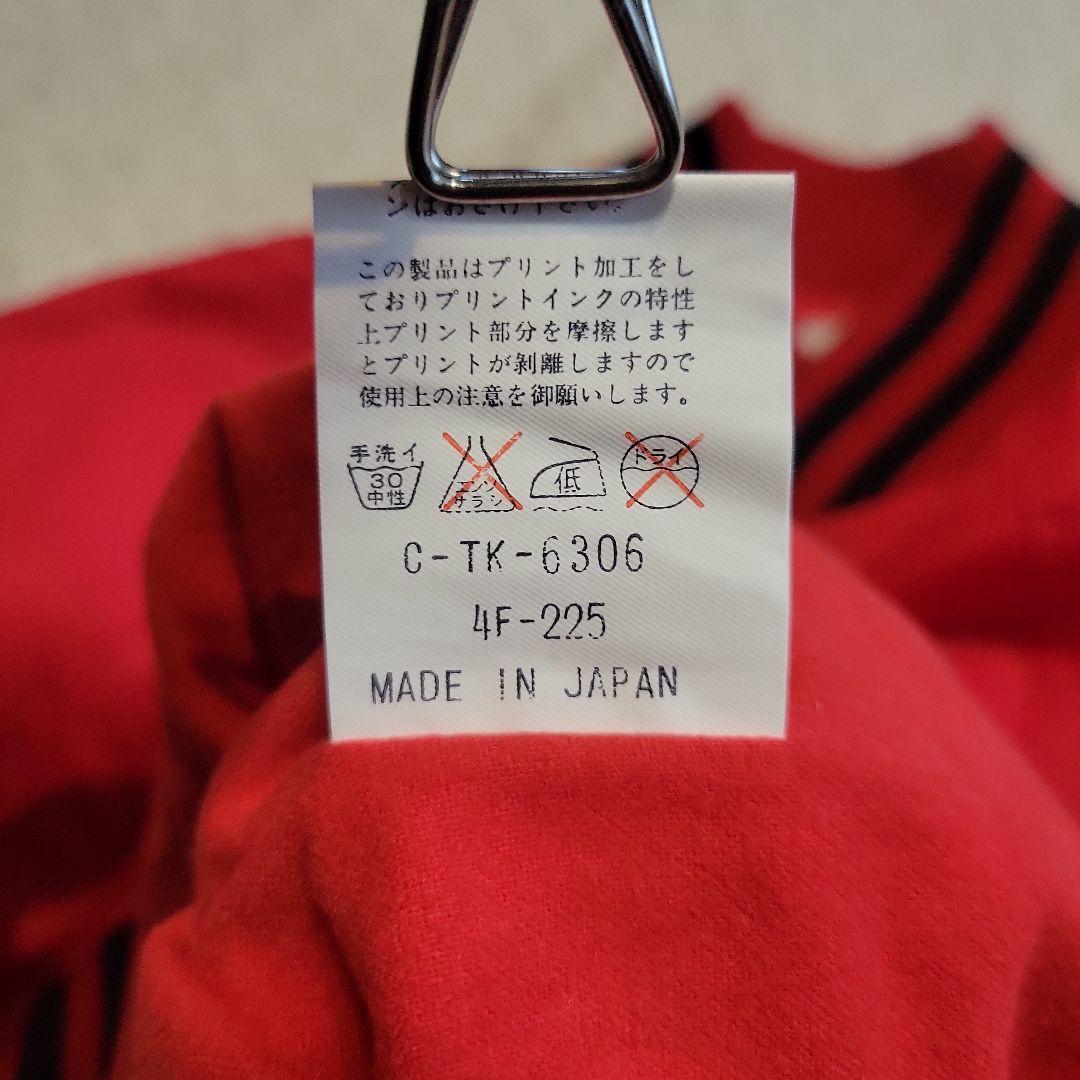 この製品はプリント加工をし
ておりプリントインクの特性
上プリント部分を摩擦します
とプリントが剥離しますので
使用上の注意を御願いします。
手洗イ
30
中性
エンソ
サラシ
低
ドライ
C-TK-6306
4F-225
MADE IN JAPAN